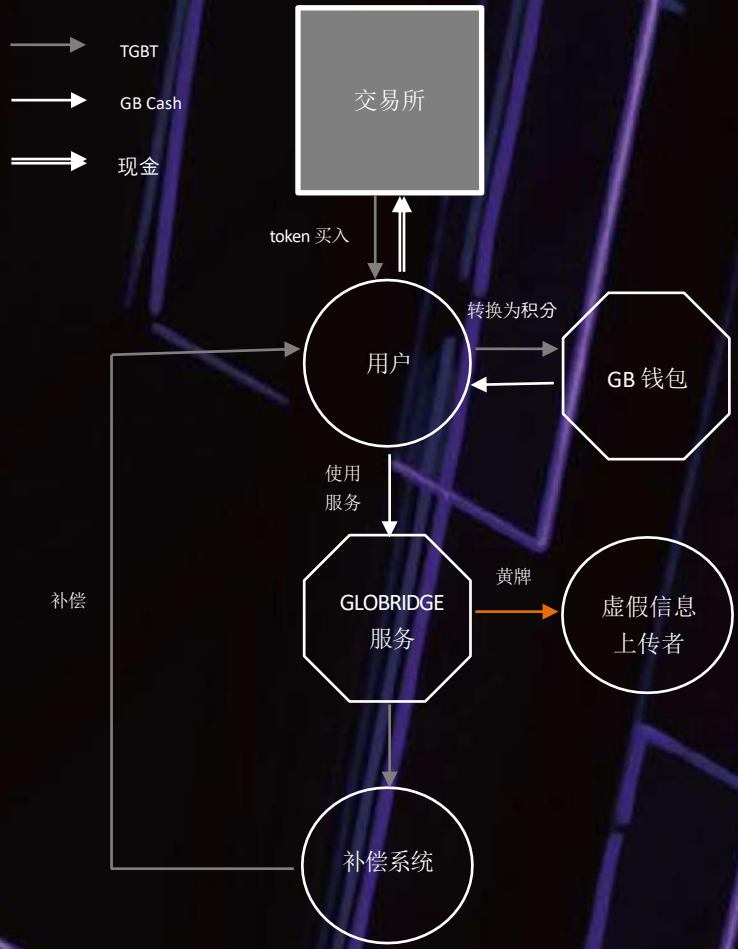 TGBT
GB Cash
现金
交易所
token 买入
转换为积分
用户
GB 钱包
使用
服务
黄牌
GLOBRIDGE
服务
虚假信息
上传者
补偿
补偿系统